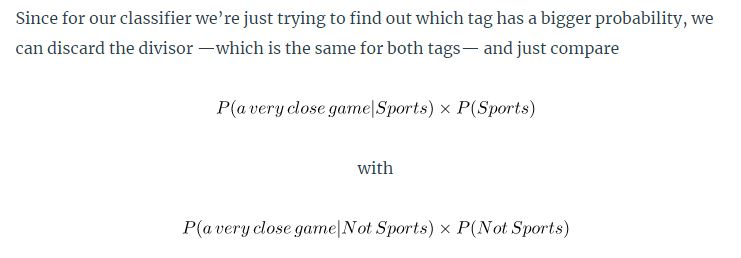 Since for our classifier we’re just trying to find out which tag has a bigger probability, we
can discard the divisor —which is the same for both tags— and just compare
P(a very close game|Sports) × P(Sports)
with
P(a very close game|Not Sports) × P(Not Sports)